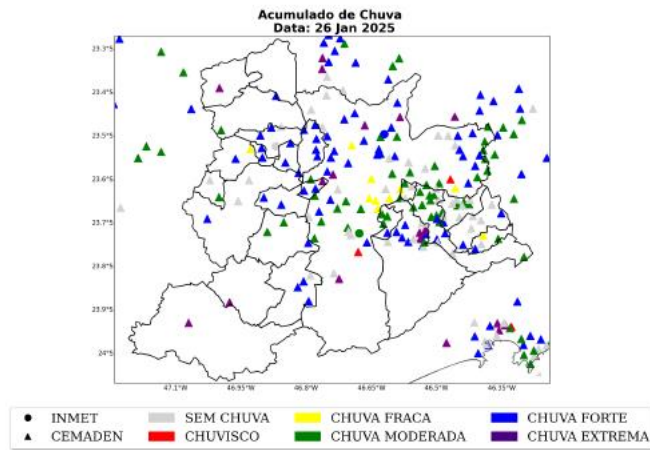 Acumulado de Chuva
Data: 26 Jan 2025
23.3°S
23.4°S
23.5°S
23.6°S
23.7°S
23.8°S
23.9°S
24°S
47.1°W 46.95°W 46.8°W 46.65°W 46.5°W 46.35°W
INMET SEM CHUVA CHUVA FRACA CHUVA FORTE
CEMADEN CHUVISCO CHUVA MODERADA CHUVA EXTREMA